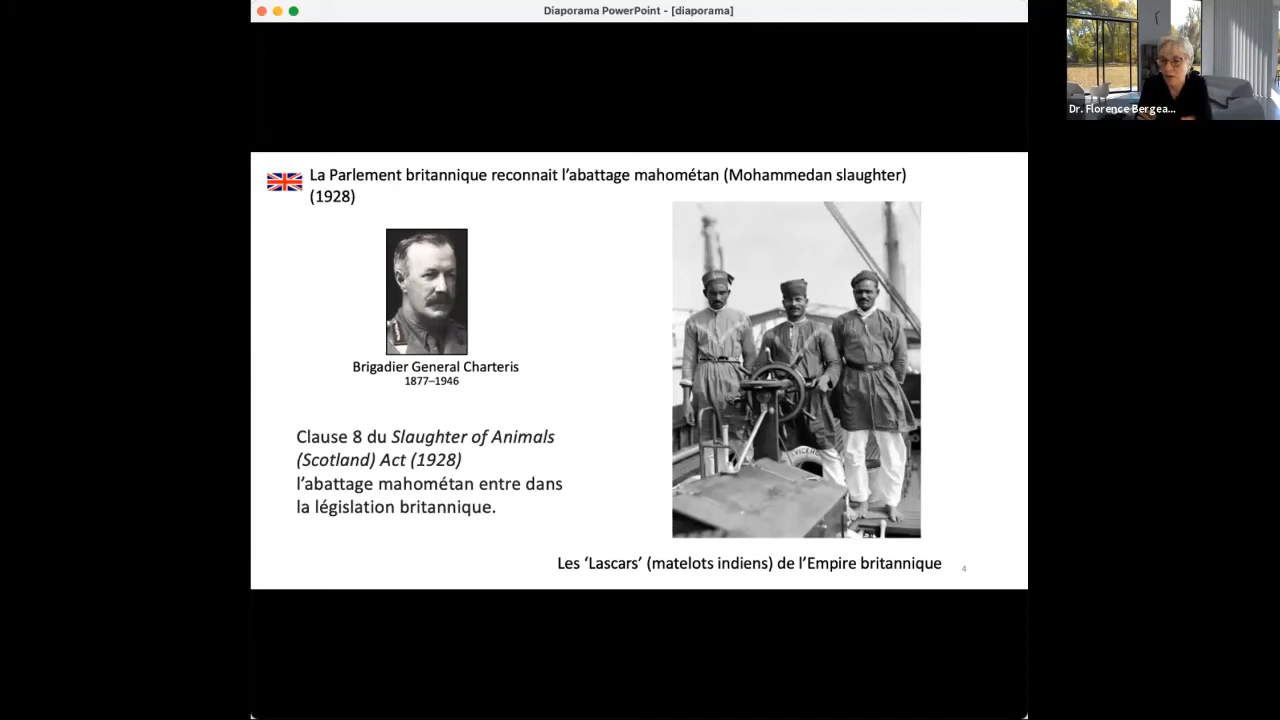 Diaporama PowerPoint - [diaporama]
Dr. Florence Bergea...
La Parlement britannique reconnait l’abattage mahométan (Mohammedan slaughter)
(1928)
Brigadier General Charteris
1877–1946
Clause 8 du Slaughter of Animals
(Scotland) Act (1928)
l’abattage mahométan entre dans
la législation britannique.
Les ‘Lascars’ (matelots indiens) de l’Empire britannique
4